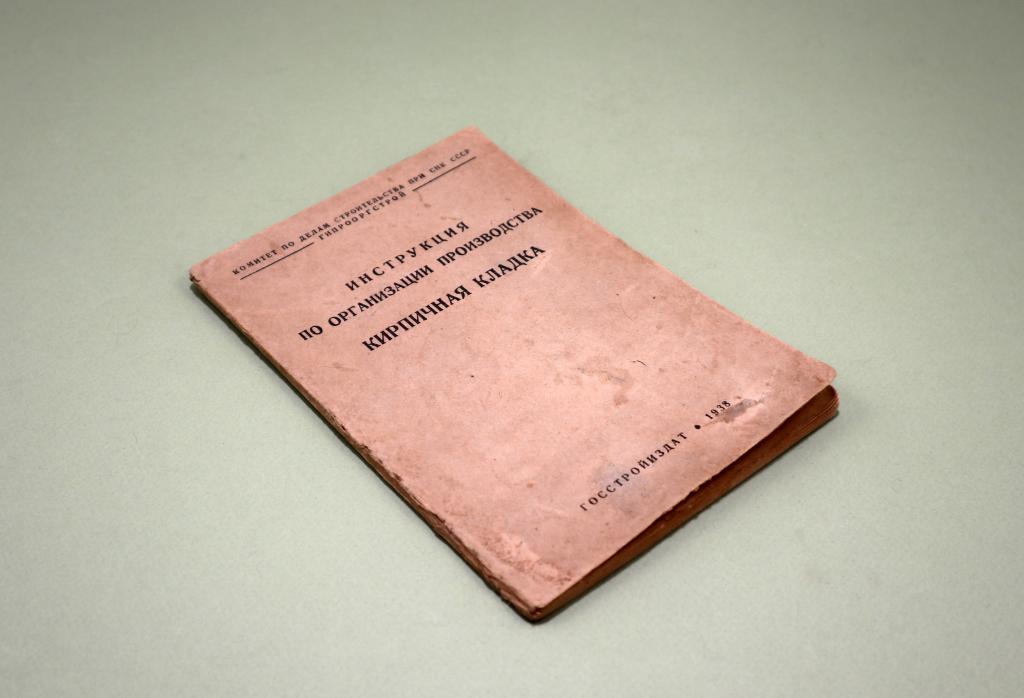 КОМИТЕТ ПО ДЕЛАМ СТРОИТЕЛЬСТВА ПРИ СНК СССР
ГИПРООРГСТРОЙ
ИНСТРУКЦИЯ
ПО ОРГАНИЗАЦИИ ПРОИЗВОДСТВА
КИРПИЧНАЯ КЛАДКА
ГОССТРОЙИЗДАТ • 1938